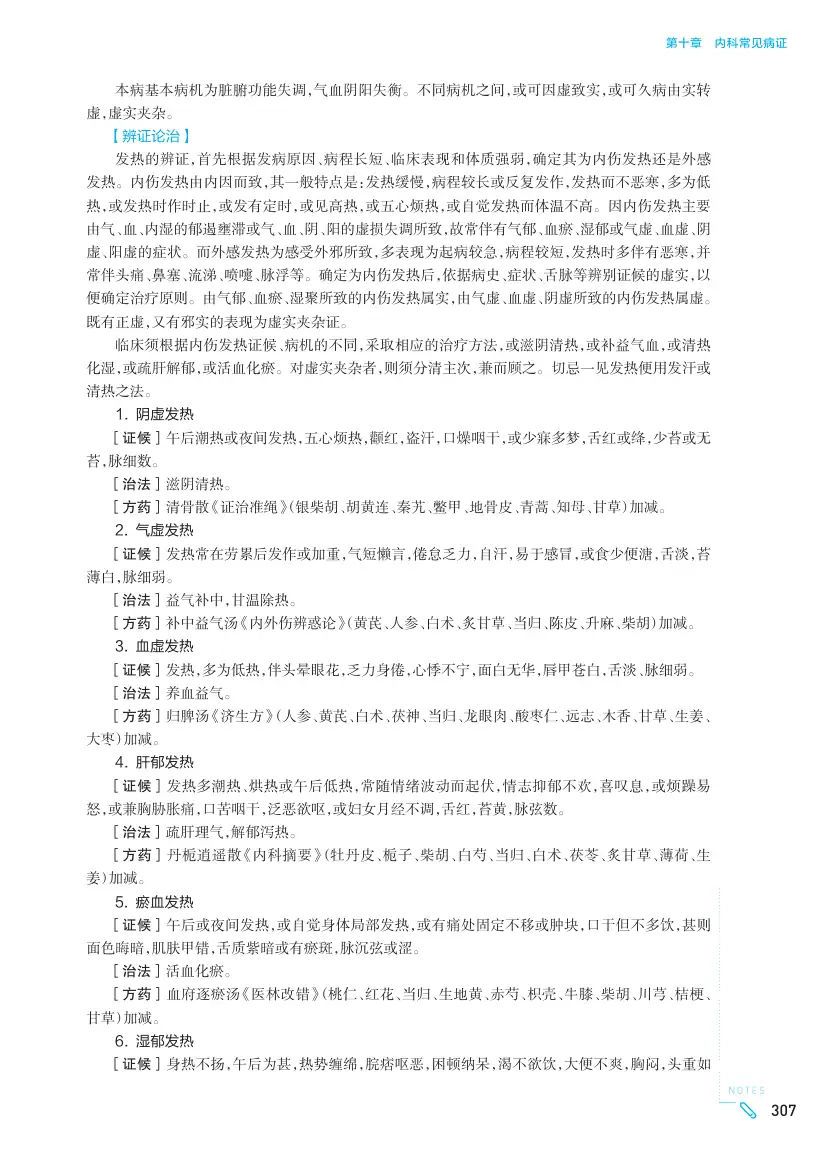 第十章　内科常见病证
本病基本病机为脏腑功能失调,气血阴阳失衡。不同病机之间,或可因虚致实,或可久病由实转
虚,虚实夹杂。
【辨证论治】
发热的辨证,首先根据发病原因、病程长短、临床表现和体质强弱,确定其为内伤发热还是外感
发热。内伤发热由内因而致,其一般特点是:发热缓慢,病程较长或反复发作,发热而不恶寒,多为低
热,或发热时作时止,或发有定时,或见高热,或五心烦热,或自觉发热而体温不高。因内伤发热主要
由气、血、内湿的郁遏壅滞或气、血、阴、阳的虚损失调所致,故常伴有气郁、血瘀、湿郁或气虚、血虚、阴
虚、阳虚的症状。而外感发热为感受外邪所致,多表现为起病较急,病程较短,发热时多伴有恶寒,并
常伴头痛、鼻塞、流涕、喷嚏、脉浮等。确定为内伤发热后,依据病史、症状、舌脉等辨别证候的虚实,以
便确定治疗原则。由气郁、血瘀、湿聚所致的内伤发热属实,由气虚、血虚、阴虚所致的内伤发热属虚。
既有正虚,又有邪实的表现为虚实夹杂证。
临床须根据内伤发热证候、病机的不同,采取相应的治疗方法,或滋阴清热,或补益气血,或清热
化湿,或疏肝解郁,或活血化瘀。对虚实夹杂者,则须分清主次,兼而顾之。切忌一见发热便用发汗或
清热之法。
1. 阴虚发热
［证候］午后潮热或夜间发热,五心烦热,颧红,盗汗,口燥咽干,或少寐多梦,舌红或绛,少苔或无
苔,脉细数。
［治法］滋阴清热。
［方药］清骨散《证治准绳》(银柴胡、胡黄连、秦艽、鳖甲、地骨皮、青蒿、知母、甘草)加减。
2. 气虚发热
［证候］发热常在劳累后发作或加重,气短懒言,倦怠乏力,自汗,易于感冒,或食少便溏,舌淡,苔
薄白,脉细弱。
［治法］益气补中,甘温除热。
［方药］补中益气汤《内外伤辨惑论》(黄芪、人参、白术、炙甘草、当归、陈皮、升麻、柴胡)加减。
3. 血虚发热
［证候］发热,多为低热,伴头晕眼花,乏力身倦,心悸不宁,面白无华,唇甲苍白,舌淡、脉细弱。
［治法］养血益气。
［方药］归脾汤《济生方》(人参、黄芪、白术、茯神、当归、龙眼肉、酸枣仁、远志、木香、甘草、生姜、
大枣)加减。
4. 肝郁发热
［证候］发热多潮热、烘热或午后低热,常随情绪波动而起伏,情志抑郁不欢,喜叹息,或烦躁易
怒,或兼胸胁胀痛,口苦咽干,泛恶欲呕,或妇女月经不调,舌红,苔黄,脉弦数。
［治法］疏肝理气,解郁泻热。
［方药］丹栀逍遥散《内科摘要》(牡丹皮、栀子、柴胡、白芍、当归、白术、茯苓、炙甘草、薄荷、生
姜)加减。
5. 瘀血发热
［证候］午后或夜间发热,或自觉身体局部发热,或有痛处固定不移或肿块,口干但不多饮,甚则
面色晦暗,肌肤甲错,舌质紫暗或有瘀斑,脉沉弦或涩。
［治法］活血化瘀。
［方药］血府逐瘀汤《医林改错》(桃仁、红花、当归、生地黄、赤芍、枳壳、牛膝、柴胡、川芎、桔梗、
甘草)加减。
6. 湿郁发热
［证候］身热不扬,午后为甚,热势缠绵,脘痞呕恶,困顿纳呆,渴不欲饮,大便不爽,胸闷,头重如
NOTES
307